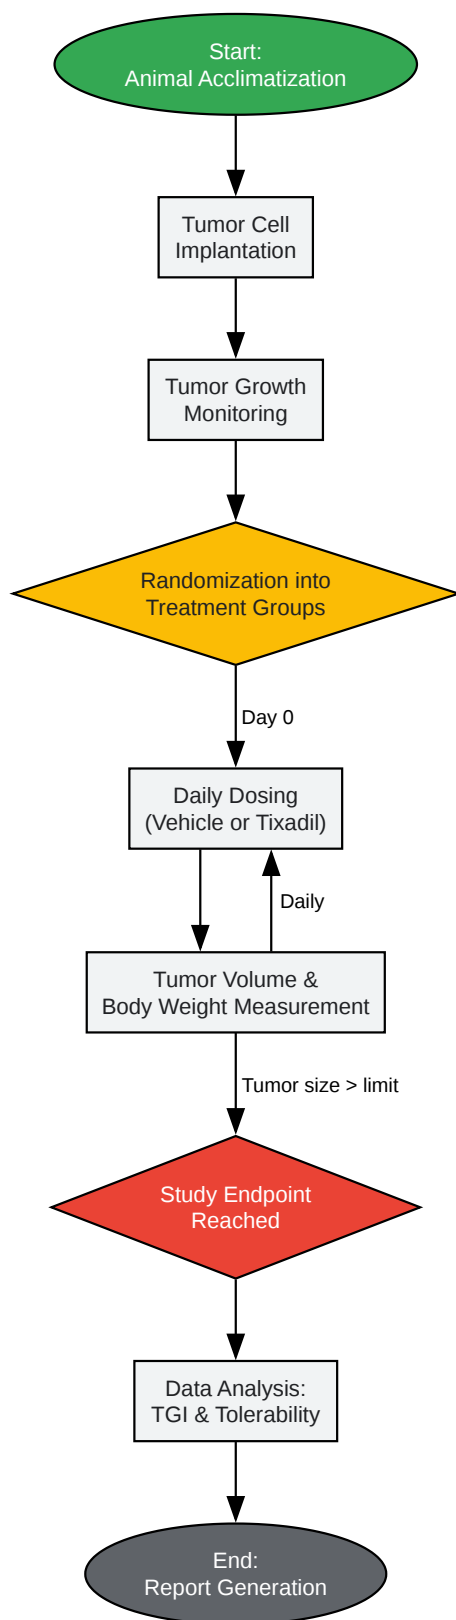 Start:
Animal Acclimatization
Tumor Cell
Implantation
Tumor Growth
Monitoring
Randomization into
Treatment Groups
Day 0
Daily Dosing
(Vehicle or Tixadil)
Daily
Tumor Volume &
Body Weight Measurement
Tumor size > limit
Study Endpoint
Reached
Data Analysis:
TGI & Tolerability
End:
Report Generation